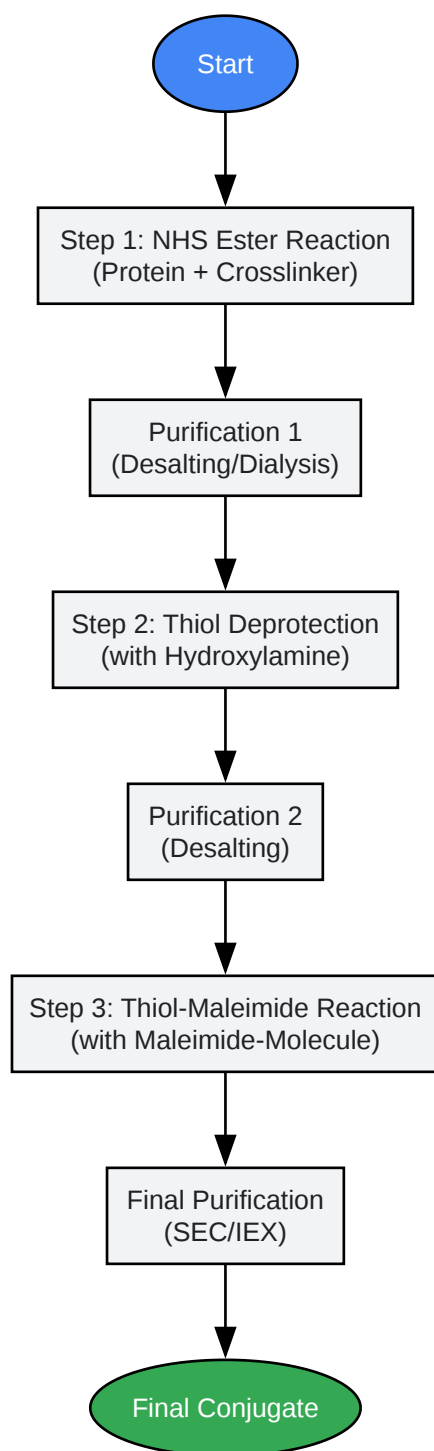 Start
Step 1: NHS Ester Reaction
(Protein + Crosslinker)
Purification 1
(Desalting/Dialysis)
Step 2: Thiol Deprotection
(with Hydroxylamine)
Purification 2
(Desalting)
Step 3: Thiol-Maleimide Reaction
(with Maleimide-Molecule)
Final Purification
(SEC/IEX)
Final Conjugate